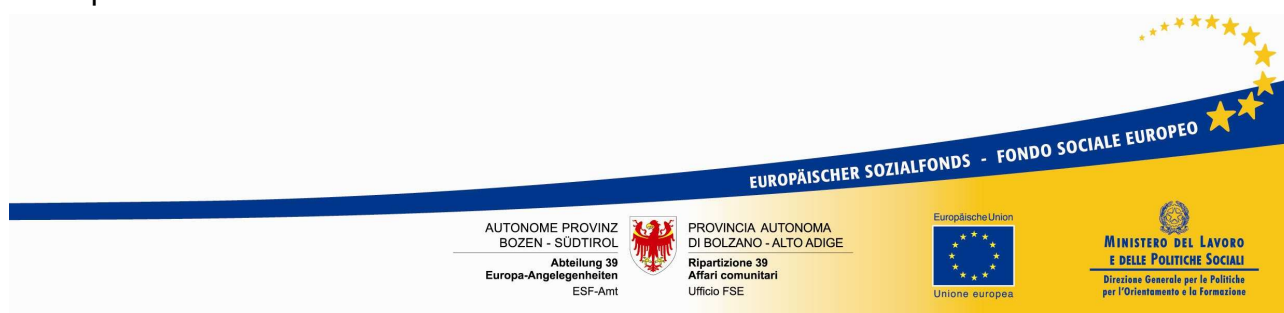 EUROPÄISCHER SOZIALFONDS - FONDO SOCIALE EUROPEO
AUTONOME PROVINZ
BOZEN - SÜDTIROL
Abteilung 39
Europa-Angelegenheiten
ESF-Amt
PROVINCIA AUTONOMA
DI BOLZANO - ALTO ADIGE
Ripartizione 39
Affari comunitari
Ufficio FSE
Europäische Union
Unione europea
MINISTERO DEL LAVORO
E DELLE POLITICHE SOCIALI
Direzione Generale per le Politiche
per l'Orientamento e la Formazione